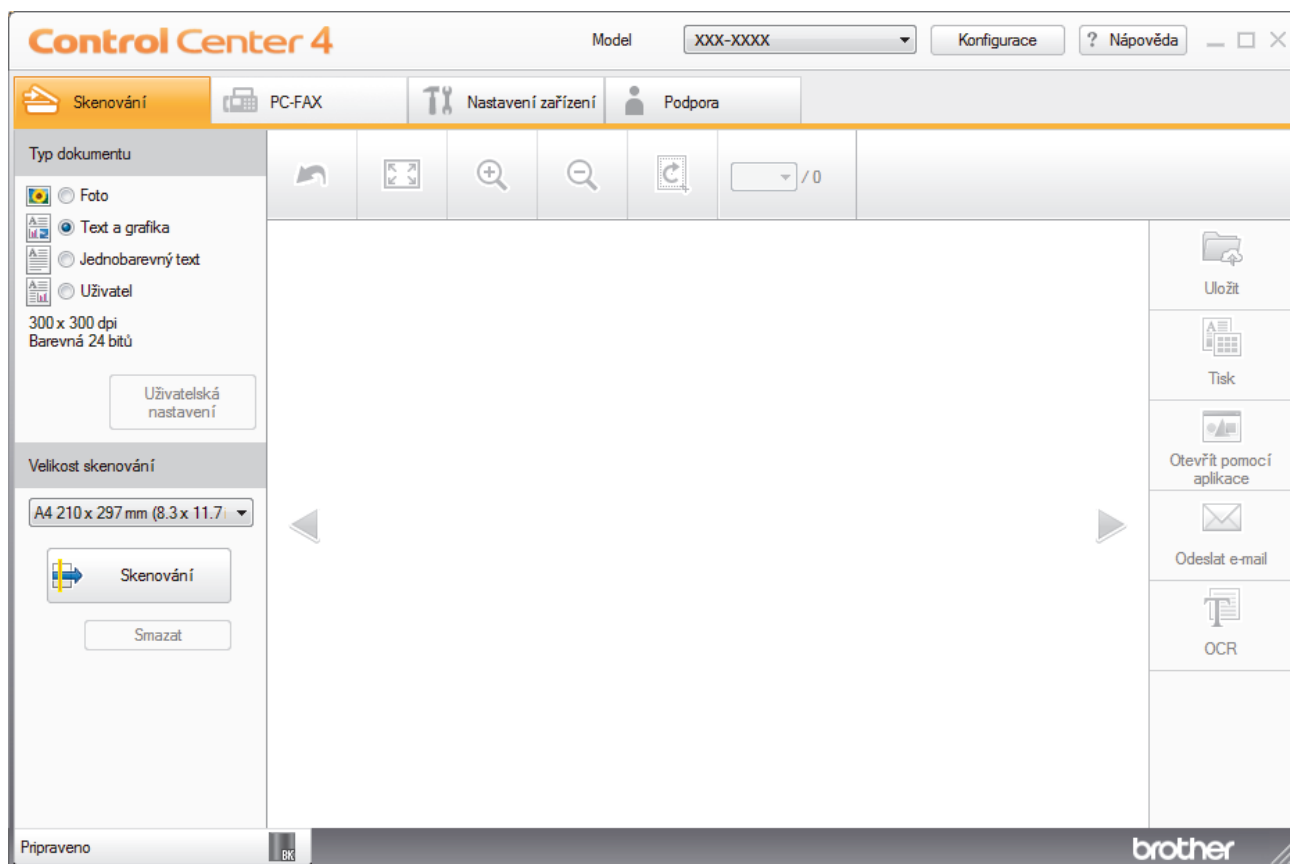 Control Center 4
Model
XXX-XXXX
Konfigurace
? Nápověda
Skenování
PC-FAX
Nastavení zařízení
Podpora
Typ dokumentu
Foto
Text a grafika
Jednobarevný text
Uživatel
300 x 300 dpi
Barevná 24 bitů
Uživatelská
nastavení
Velikost skenování
A4 210 x 297 mm (8.3 x 11.7
Skenování
Smazat
/ 0
Uložit
Tisk
Otevřít pomocí
aplikace
Odeslat e-mail
OCR
Pripraveno
BK
brother